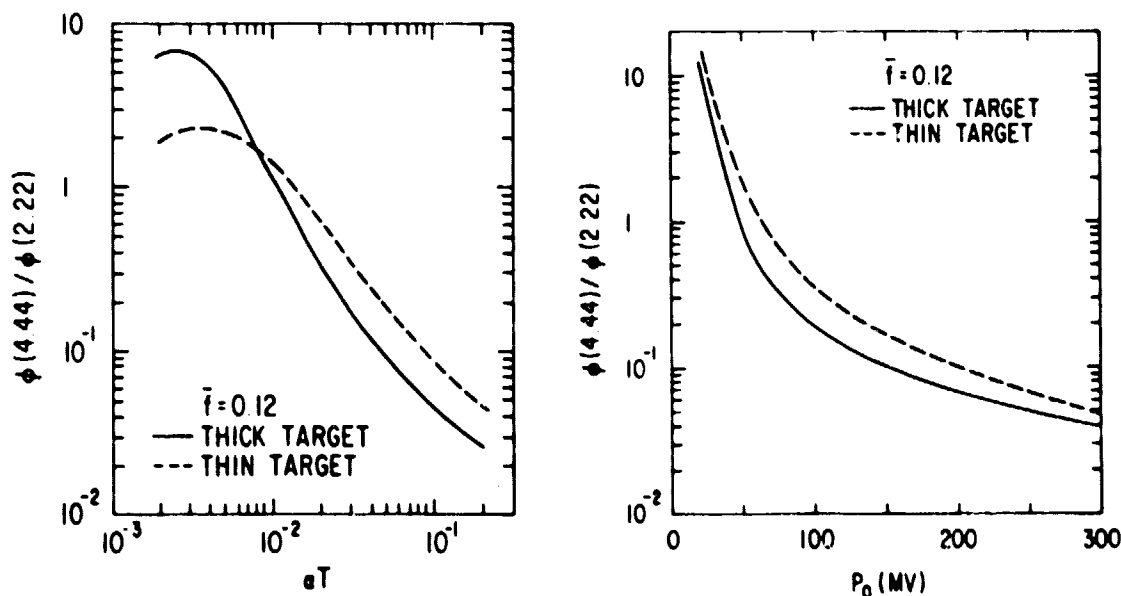 10
1
10⁻¹
10⁻²
ϕ(4.44)/ϕ(2.22)
f̄=0.12
THICK TARGET
THIN TARGET
10⁻³ 10⁻² 10⁻¹
αT
10
1
10⁻¹
10⁻²
ϕ(4.44)/ϕ(2.22)
f̄=0.12
THICK TARGET
THIN TARGET
0 50 100 200 300
P₀(MV)